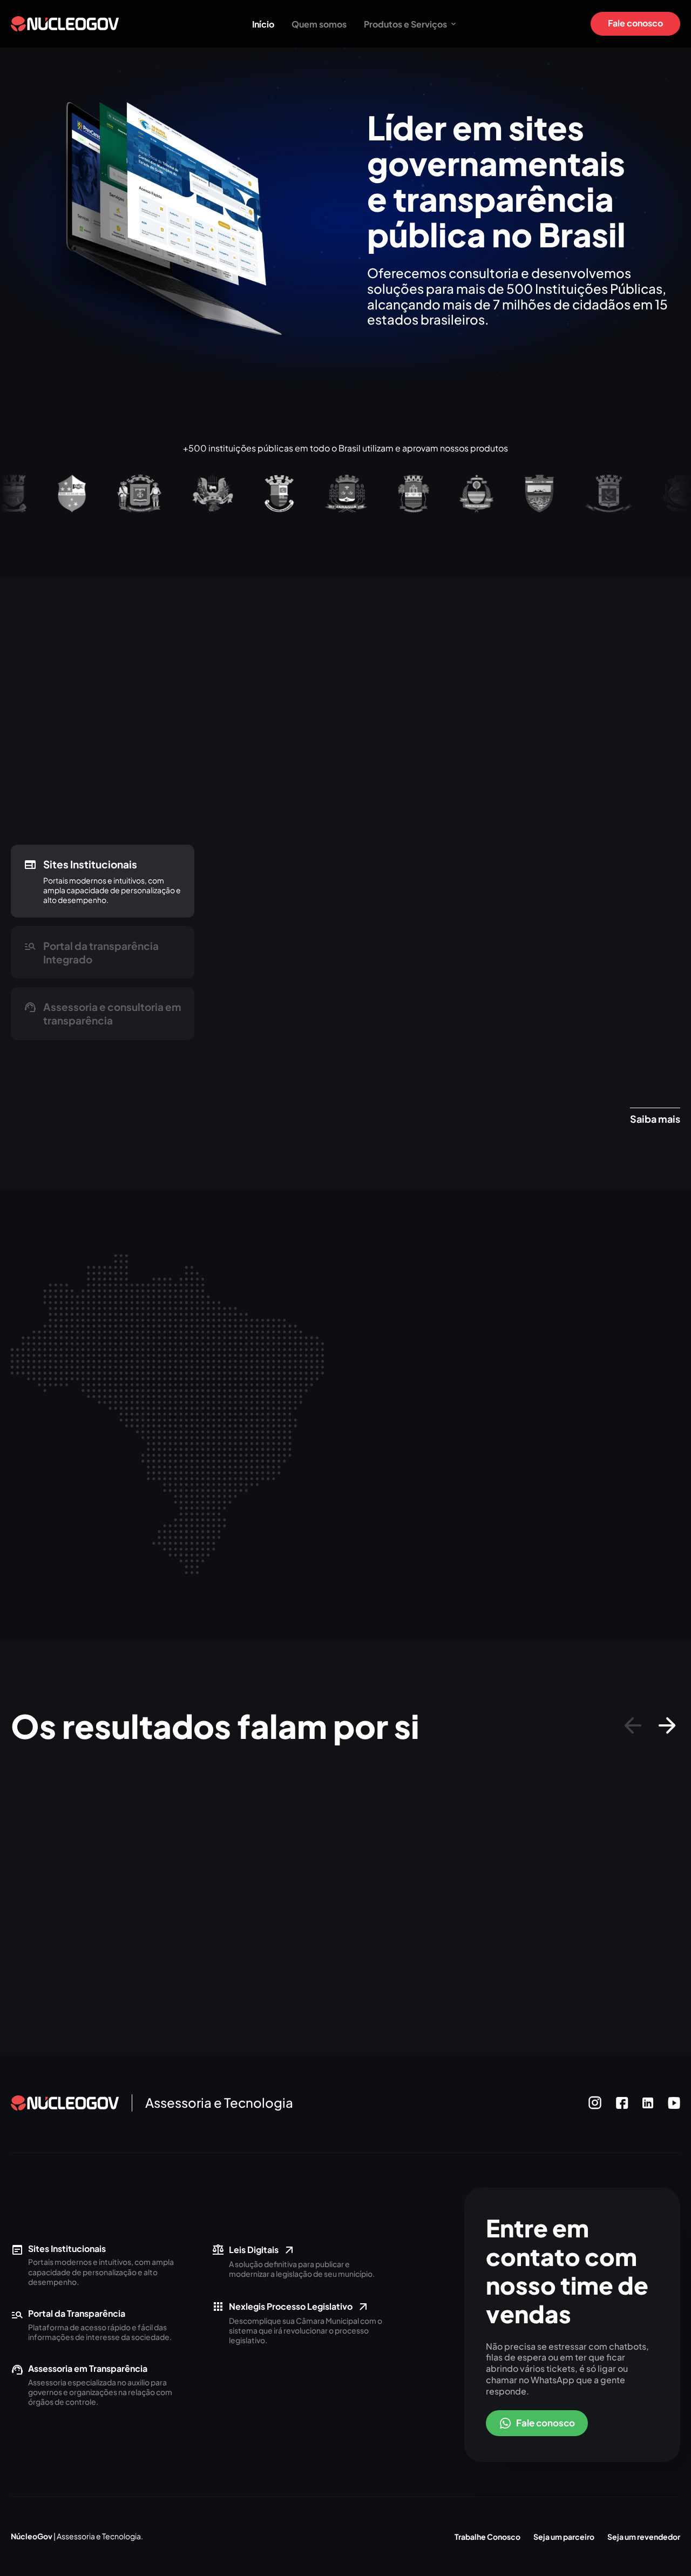 NÚCLEOGOV
Início
Quem somos
Produtos e Serviços
Fale conosco
Líder em sites
governamentais
e transparência
pública no Brasil
Oferecemos consultoria e desenvolvemos
soluções para mais de 500 Instituições Públicas,
alcançando mais de 7 milhões de cidadãos em 15
estados brasileiros.
+500 instituições públicas em todo o Brasil utilizam e aprovam nossos produtos
Sites Institucionais
Portais modernos e intuitivos, com
ampla capacidade de personalização e
alto desempenho.
Portal da transparência
Integrado
Assessoria e consultoria em
transparência
Saiba mais
Os resultados falam por si
NÚCLEOGOV
Assessoria e Tecnologia
Sites Institucionais
Portais modernos e intuitivos, com ampla
capacidade de personalização e alto
desempenho.
Portal da Transparência
Plataforma de acesso rápido e fácil das
informações de interesse da sociedade.
Assessoria em Transparência
Assessoria especializada no auxilio para
governos e organizações na relação com
órgãos de controle.
Leis Digitais
A solução definitiva para publicar e
modernizar a legislação de seu município.
Nexlegis Processo Legislativo
Descomplique sua Câmara Municipal com o
sistema que irá revolucionar o processo
legislativo.
Entre em
contato com
nosso time de
vendas
Não precisa se estressar com chatbots,
filas de espera ou em ter que ficar
abrindo vários tickets, é só ligar ou
chamar no WhatsApp que a gente
responde.
Fale conosco
NúcleoGov | Assessoria e Tecnologia.
Trabalhe Conosco
Seja um parceiro
Seja um revendedor